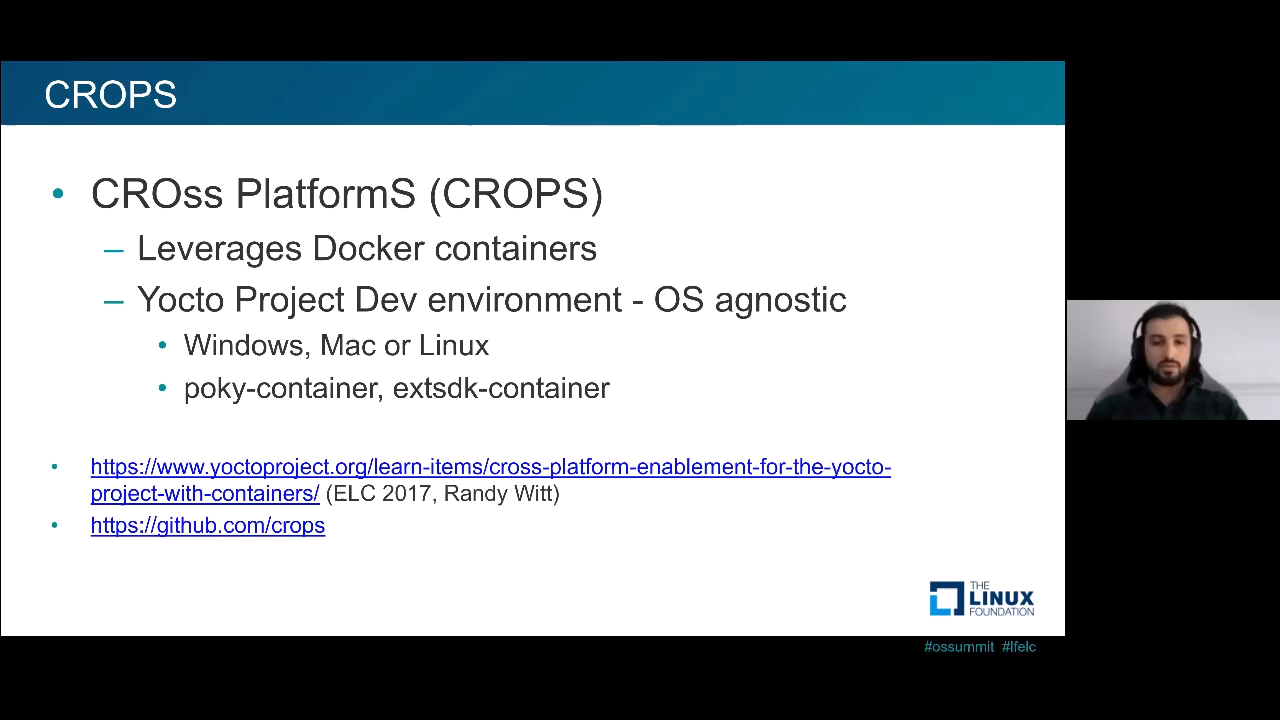 CROPS
• CROss PlatformS (CROPS)
– Leverages Docker containers
– Yocto Project Dev environment - OS agnostic
• Windows, Mac or Linux
• poky-container, extsdk-container
• https://www.yoctoproject.org/learn-items/cross-platform-enablement-for-the-yocto-
project-with-containers/ (ELC 2017, Randy Witt)
• https://github.com/crops
THE
LINUX
FOUNDATION
#ossummit #lfelc